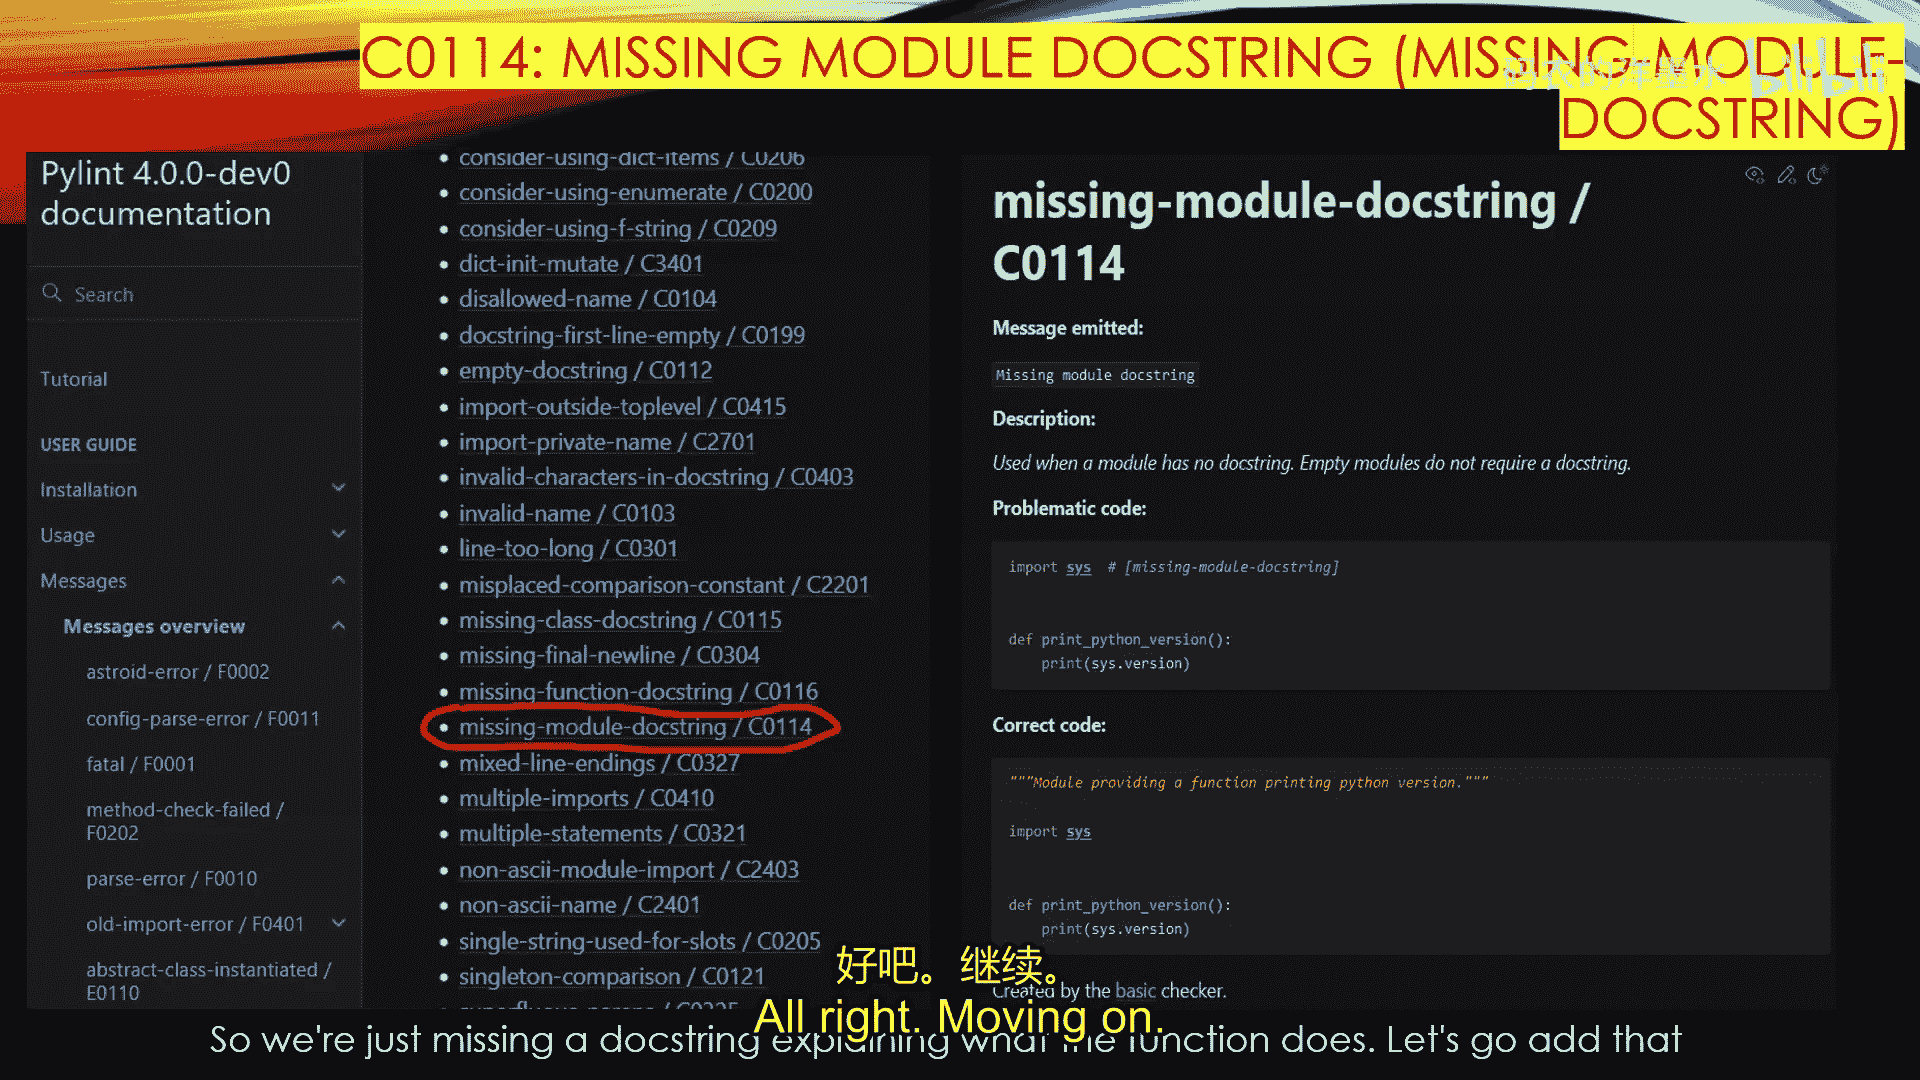 C0114: MISSING MODULE DOCSTRING (MISSING-MODULE-
DOCSTRING)
码农的洋墨水 bilibili
Pylint 4.0.0-dev0
documentation
Search
Tutorial
USER GUIDE
Installation
Usage
Messages
Messages overview
astroid-error / F0002
config-parse-error / F0011
fatal / F0001
method-check-failed /
F0202
parse-error / F0010
old-import-error / F0401
abstract-class-instantiated /
E0110
consider-using-dict-items / C0206
consider-using-enumerate / C0200
consider-using-f-string / C0209
dict-init-mutate / C3401
disallowed-name / C0104
docstring-first-line-empty / C0199
empty-docstring / C0112
import-outside-toplevel / C0415
import-private-name / C2701
invalid-characters-in-docstring / C0403
invalid-name / C0103
line-too-long / C0301
misplaced-comparison-constant / C2201
missing-class-docstring / C0115
missing-final-newline / C0304
missing-function-docstring / C0116
missing-module-docstring / C0114
mixed-line-endings / C0327
multiple-imports / C0410
multiple-statements / C0321
non-ascii-module-import / C2403
non-ascii-name / C2401
single-string-used-for-slots / C0205
singleton-comparison / C0121
missing-module-docstring /
C0114
Message emitted:
Missing module docstring
Description:
Used when a module has no docstring. Empty modules do not require a docstring.
Problematic code:
import sys  # [missing-module-docstring]
def print_python_version():
    print(sys.version)
Correct code:
"""Module providing a function printing python version."""
import sys
def print_python_version():
    print(sys.version)
Created by the basic checker.
好吧。继续。
All right. Moving on.
So we're just missing a docstring explaining what the function does. Let's go add that